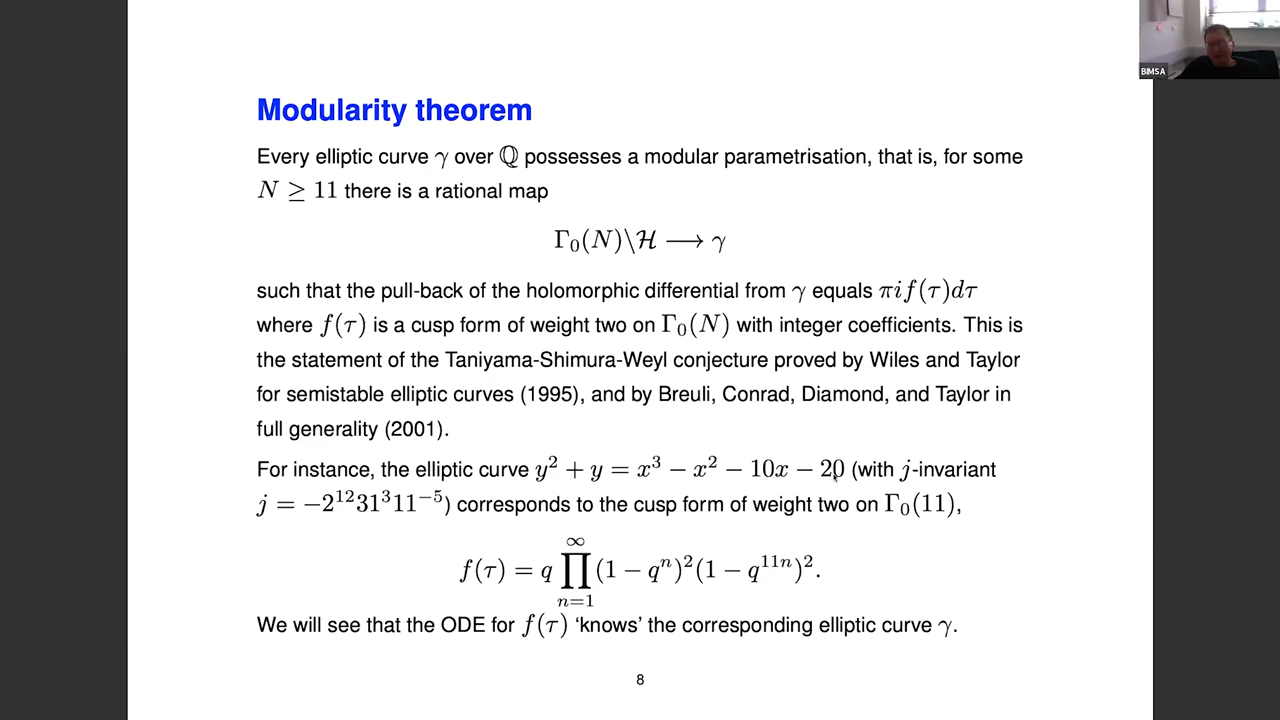 BIMSA
Modularity theorem
Every elliptic curve γ over ℚ possesses a modular parametrisation, that is, for some
N ≥ 11 there is a rational map
Γ₀(N)\ℋ ⟶ γ
such that the pull-back of the holomorphic differential from γ equals πif(τ)dτ
where f(τ) is a cusp form of weight two on Γ₀(N) with integer coefficients. This is
the statement of the Taniyama-Shimura-Weyl conjecture proved by Wiles and Taylor
for semistable elliptic curves (1995), and by Breuli, Conrad, Diamond, and Taylor in
full generality (2001).
For instance, the elliptic curve y² + y = x³ − x² − 10x − 20 (with j-invariant
j = −2¹²31³11⁻⁵) corresponds to the cusp form of weight two on Γ₀(11),
f(τ) = q ∏_{n=1}^{∞} (1 − qⁿ)²(1 − q¹¹ⁿ)².
We will see that the ODE for f(τ) ‘knows’ the corresponding elliptic curve γ.
8